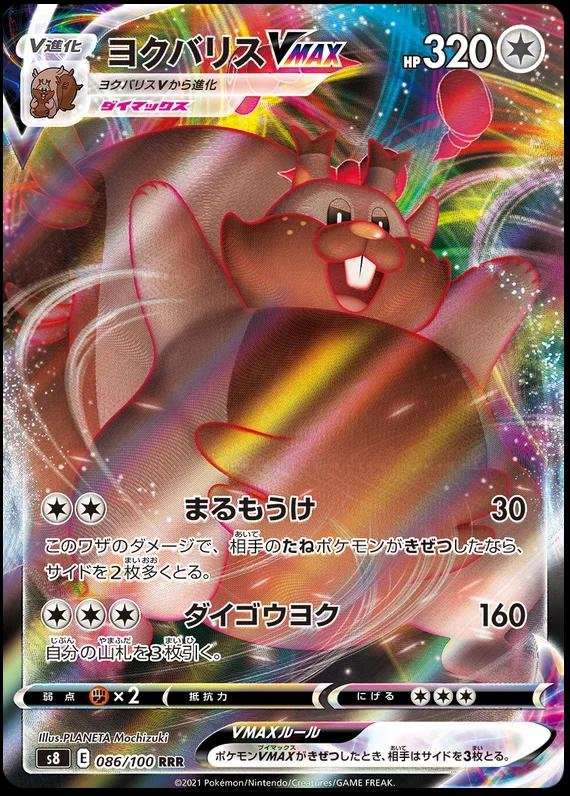 V進化
ヨクバリスVMAX
HP 320
ヨクバリスVから進化
ダイマックス
まるもうけ 30
このワザのダメージで、相手のたねポケモンがきぜつしたなら、
サイドを2枚多くとる。
ダイゴウヨク 160
自分の山札を3枚引く。
弱点 ×2 抵抗力 にげる
Illus.PLANETA Mochizuki
VMAXルール
ポケモンVMAXがきぜつしたとき、相手はサイドを3枚とる。
s8 E 086/100 RRR
©2021 Pokémon/Nintendo/Creatures/GAME FREAK.